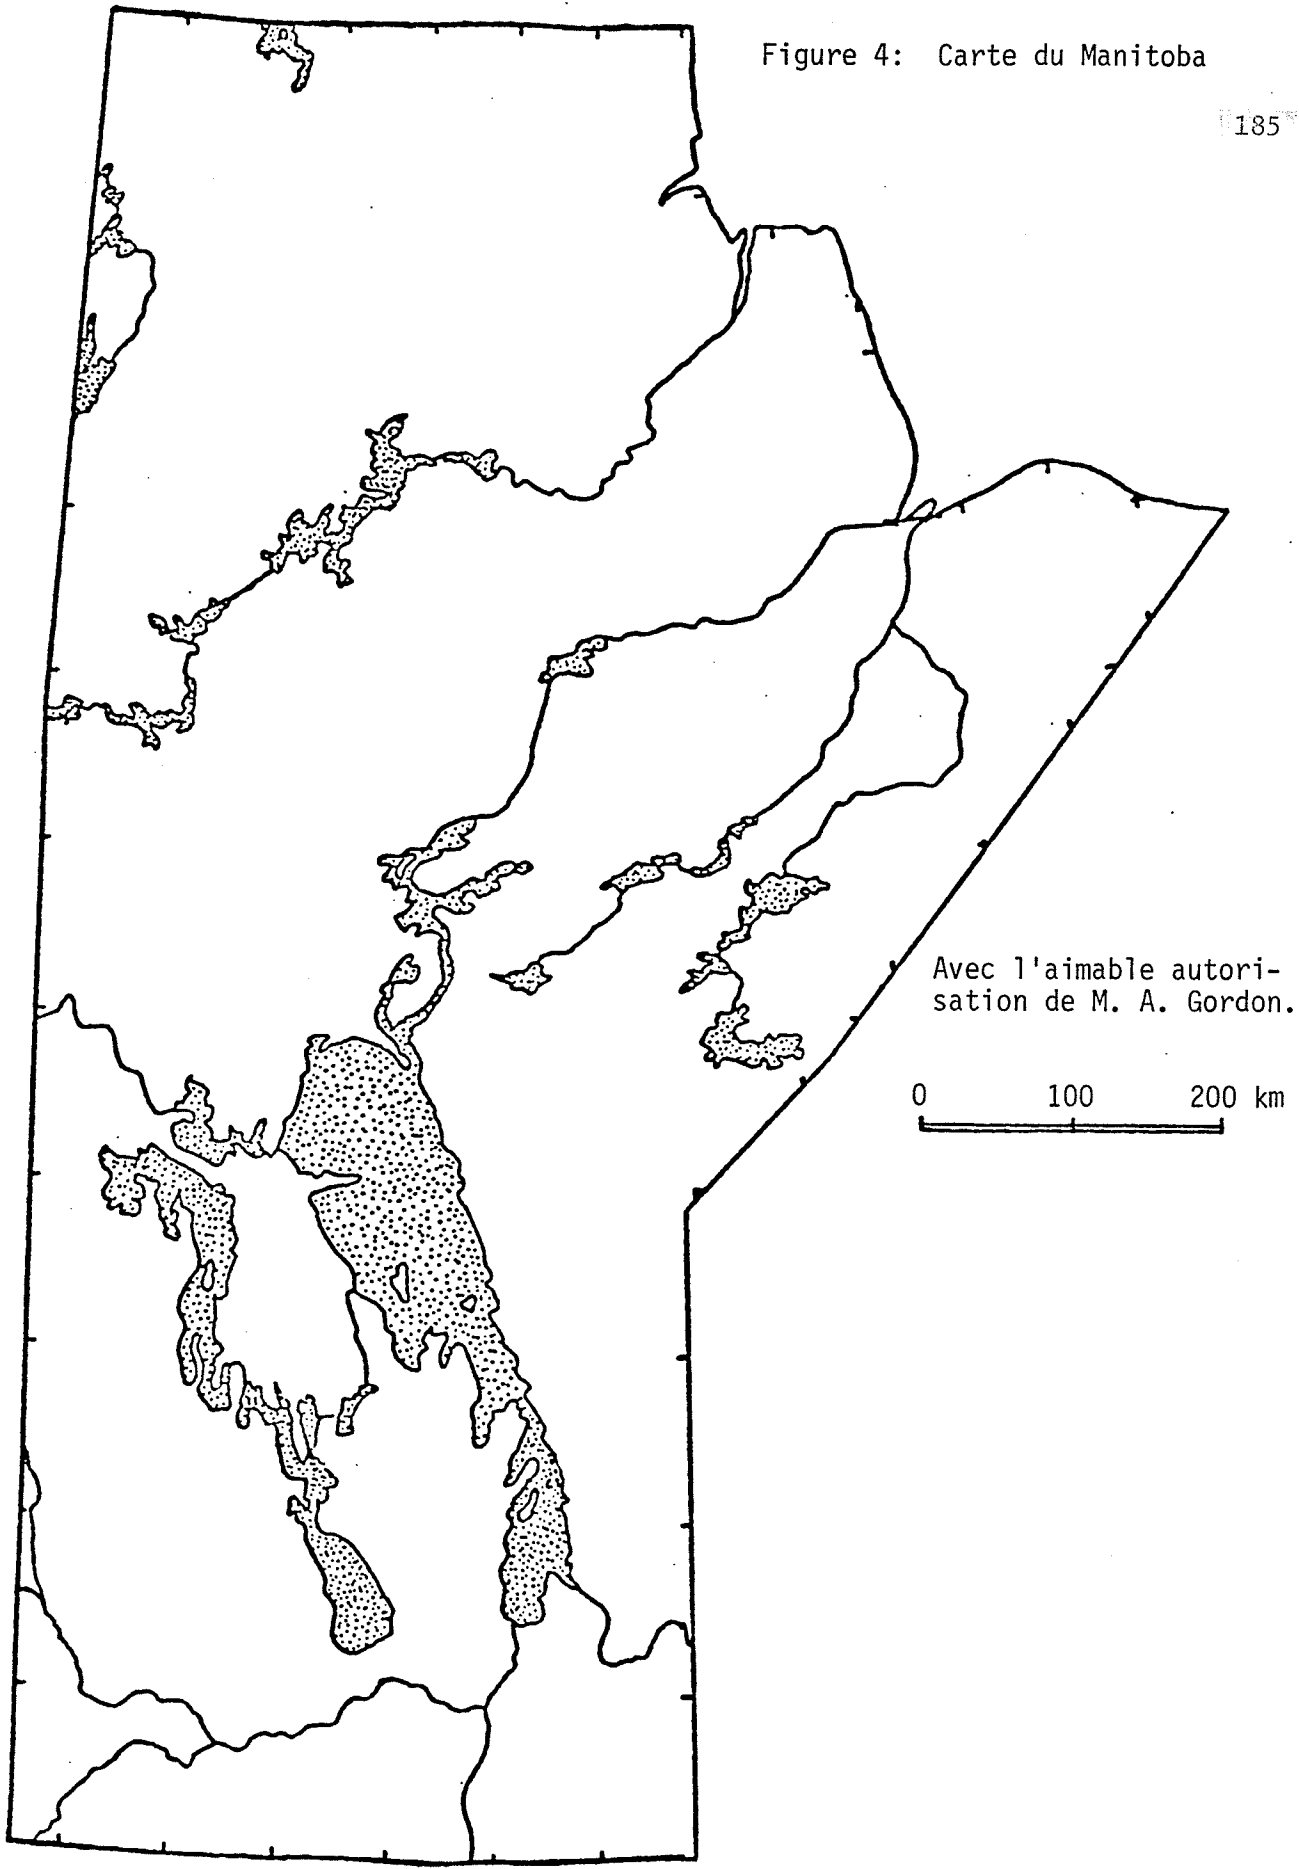 Figure 4: Carte du Manitoba
185
Avec l'aimable autori-
sation de M. A. Gordon.
0 100 200 km